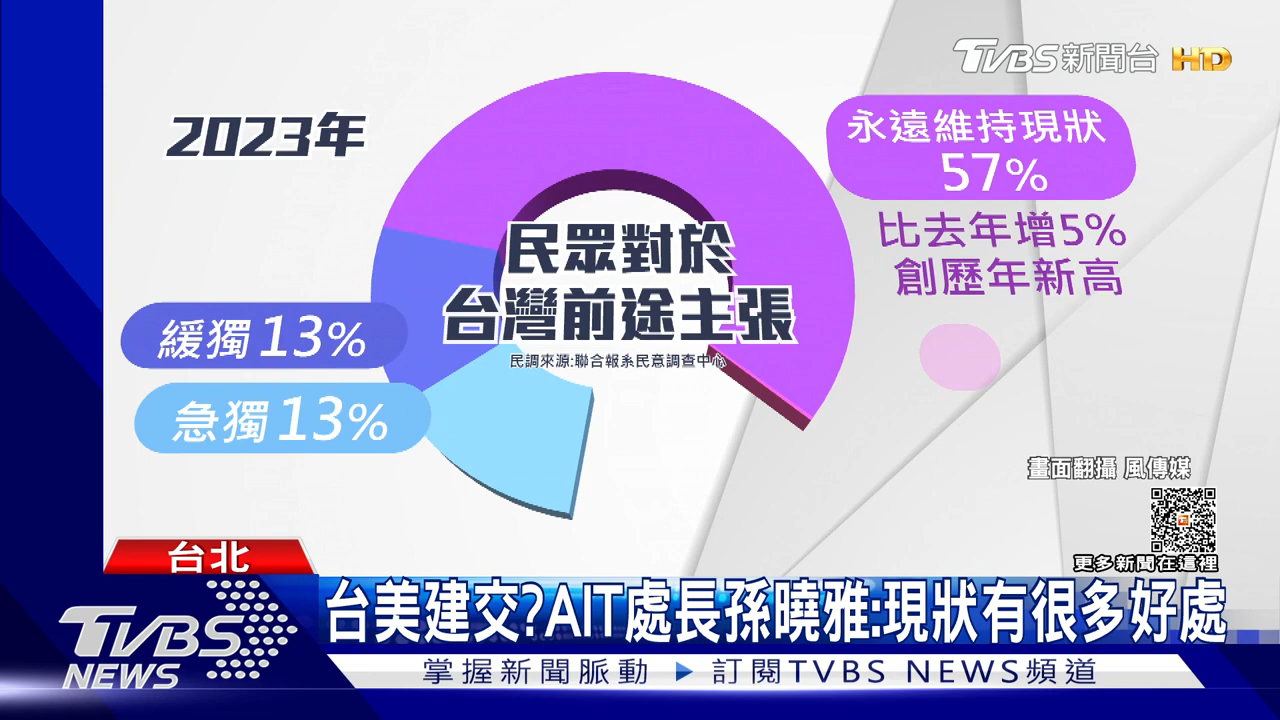 TVBS新聞台 HD
2023年
永遠維持現狀
57%
比去年增5%
創歷年新高
民眾對於
台灣前途主張
民調來源:聯合報系民意調查中心
緩獨13%
急獨13%
畫面翻攝 風傳媒
更多新聞在這裡
台北
台美建交?AIT處長孫曉雅:現狀有很多好處
TVBS
NEWS
掌握新聞脈動 ▶ 訂閱TVBS NEWS頻道